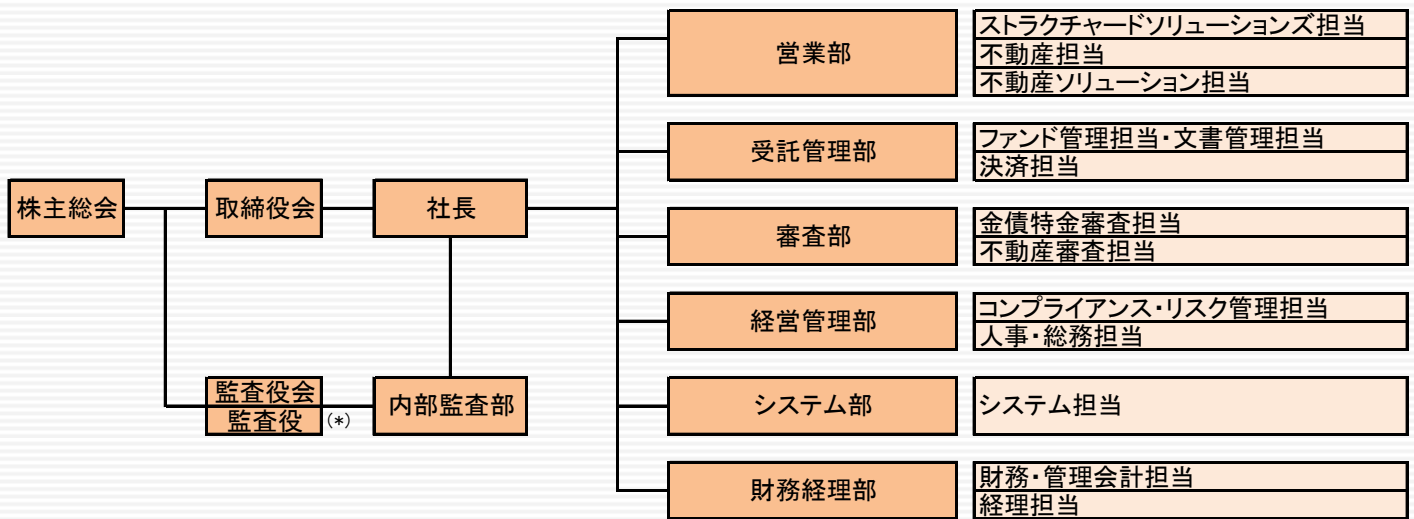 株主総会
取締役会
社長
監査役会
監査役
(*)
内部監査部
営業部
ストラクチャードソリューションズ担当
不動産担当
不動産ソリューション担当
受託管理部
ファンド管理担当・文書管理担当
決済担当
審査部
金債特金審査担当
不動産審査担当
経営管理部
コンプライアンス・リスク管理担当
人事・総務担当
システム部
システム担当
財務経理部
財務・管理会計担当
経理担当